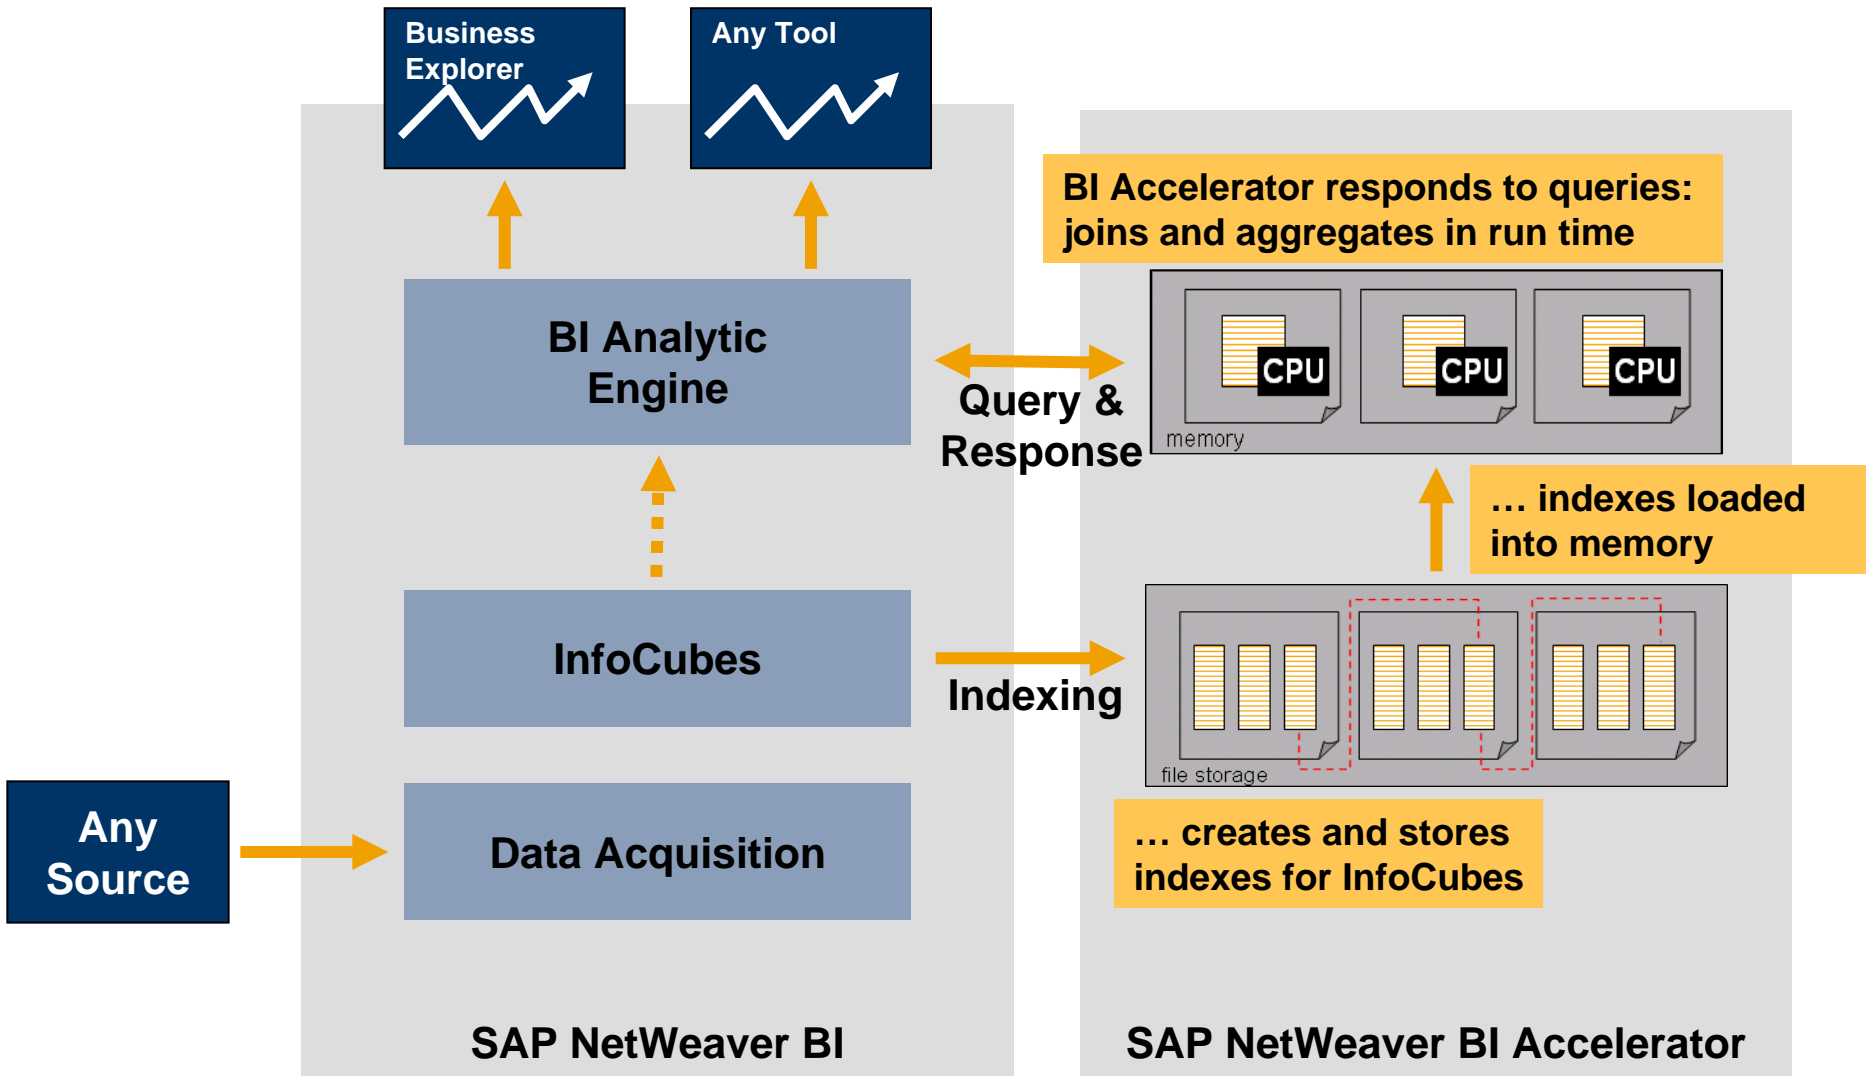 Business
Explorer
Any Tool
BI Accelerator responds to queries:
joins and aggregates in run time
BI Analytic
Engine
Query &
Response
CPU
CPU
CPU
memory
… indexes loaded
into memory
InfoCubes
Indexing
file storage
Any
Source
Data Acquisition
… creates and stores
indexes for InfoCubes
SAP NetWeaver BI
SAP NetWeaver BI Accelerator